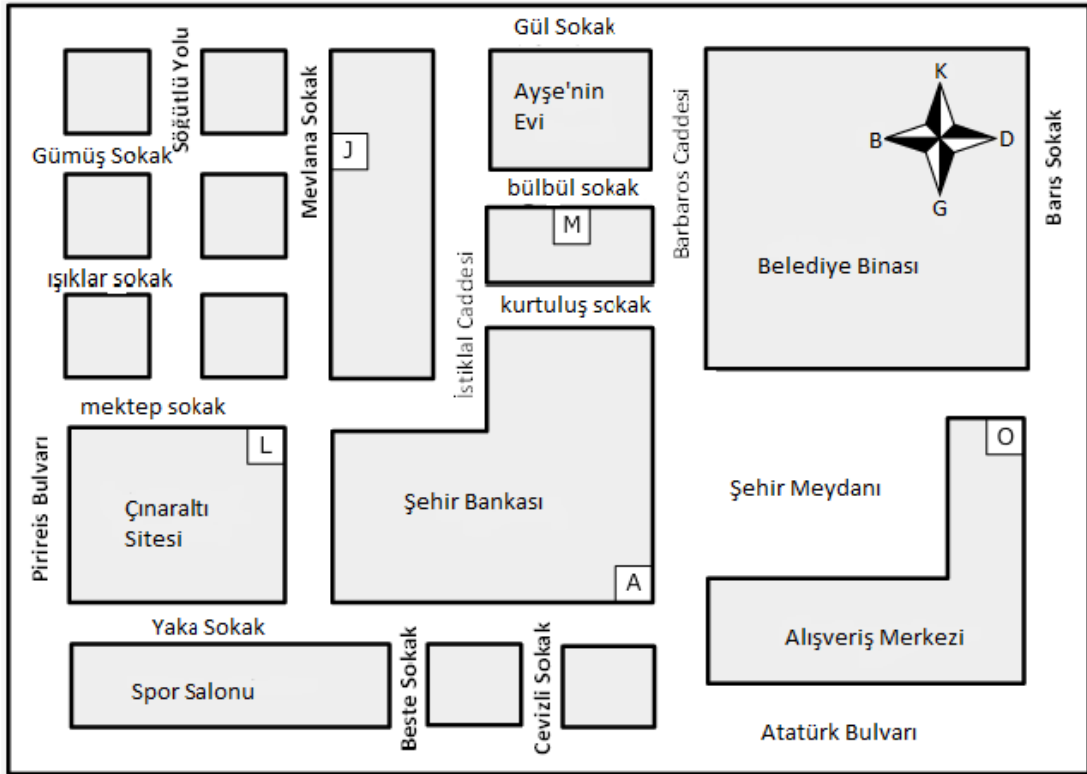 Gül Sokak
Söğütlü Yolu
Mevlana Sokak
Ayşe'nin
Evi
Barbaros Caddesi
K
B
D
G
Barış Sokak
J
Gümüş Sokak
bülbül sokak
M
Belediye Binası
ışıklar sokak
kurtuluş sokak
İstiklal Caddesi
mektep sokak
L
O
Pirireis Bulvarı
Çınaraltı
Sitesi
Şehir Bankası
Şehir Meydanı
A
Yaka Sokak
Spor Salonu
Beste Sokak
Cevizli Sokak
Alışveriş Merkezi
Atatürk Bulvarı